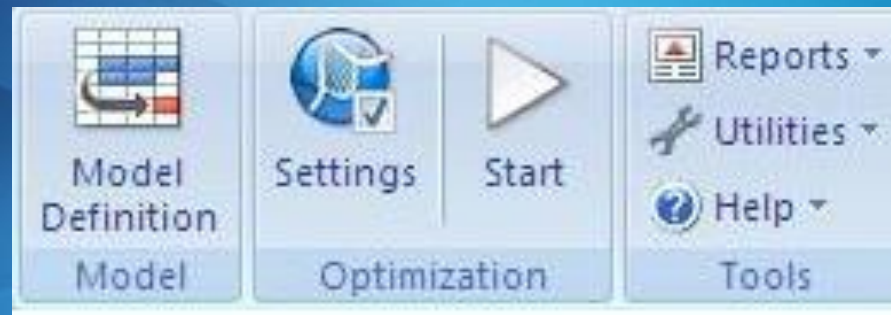 Model
Definition
Model
Settings
Start
Optimization
Reports
Utilities
Help
Tools